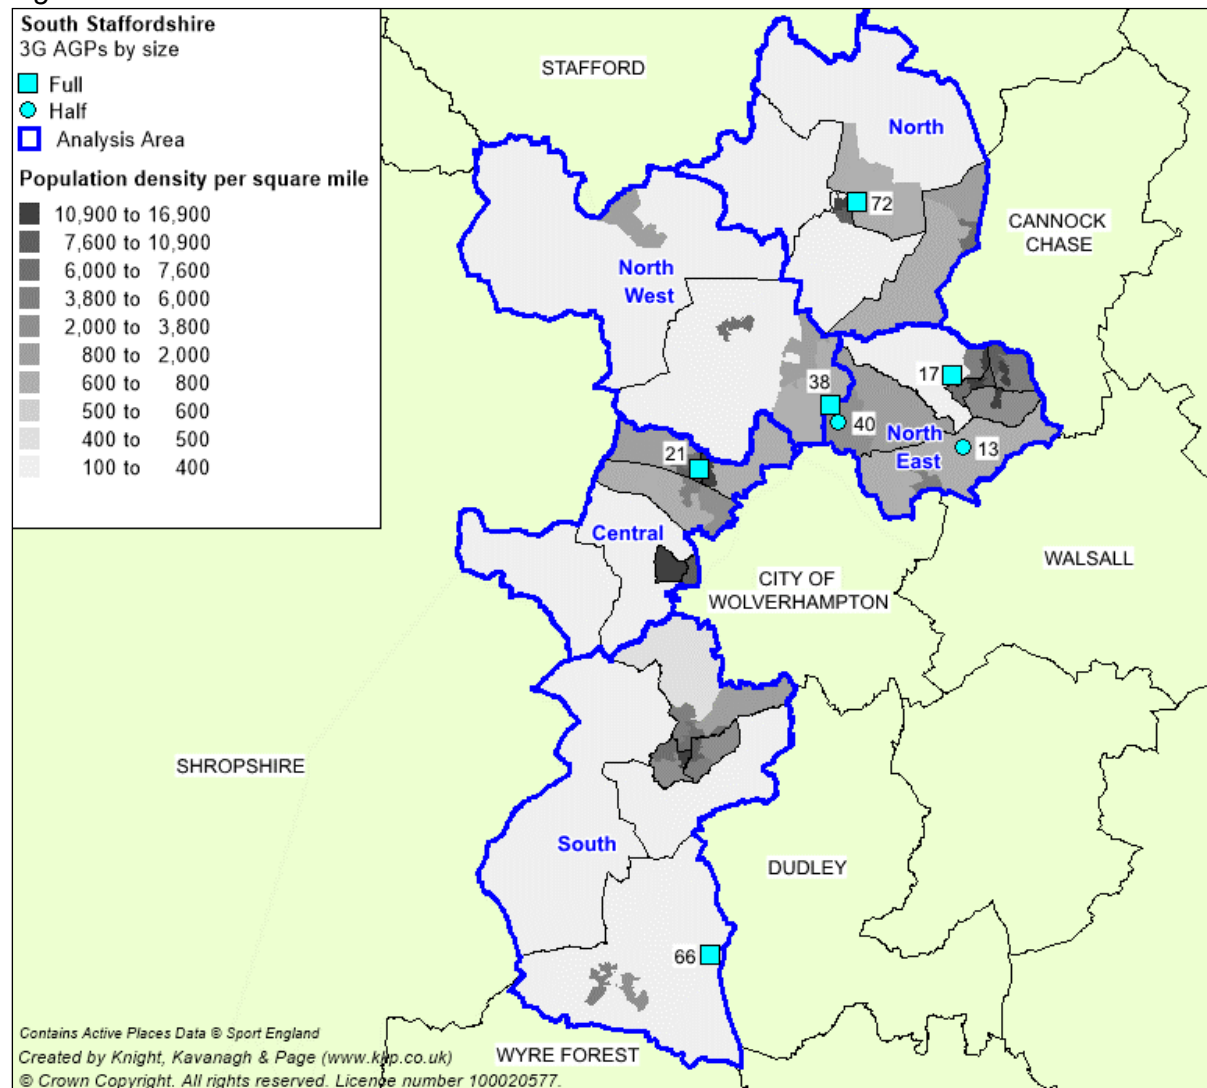 South Staffordshire
3G AGPs by size
Full
Half
Analysis Area
Population density per square mile
10,900 to 16,900
7,600 to 10,900
6,000 to 7,600
3,800 to 6,000
2,000 to 3,800
800 to 2,000
600 to 800
500 to 600
400 to 500
100 to 400
STAFFORD
North
72
CANNOCK
CHASE
North
West
17
38
40
North
East
13
21
Central
WALSALL
CITY OF
WOLVERHAMPTON
SHROPSHIRE
South
DUDLEY
66
Contains Active Places Data © Sport England
Created by Knight, Kavanagh & Page (www.kkp.co.uk)
WYRE FOREST
© Crown Copyright. All rights reserved. Licence number 100020577.